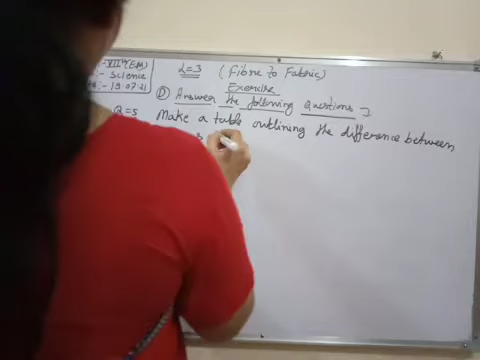 :-VIIth (EM)
:- Science
:- 19.07.21
L=3 (Fibre to Fabric)
Exercise
(D) Answer the following questions :-
Q=5 Make a table outlining the difference between